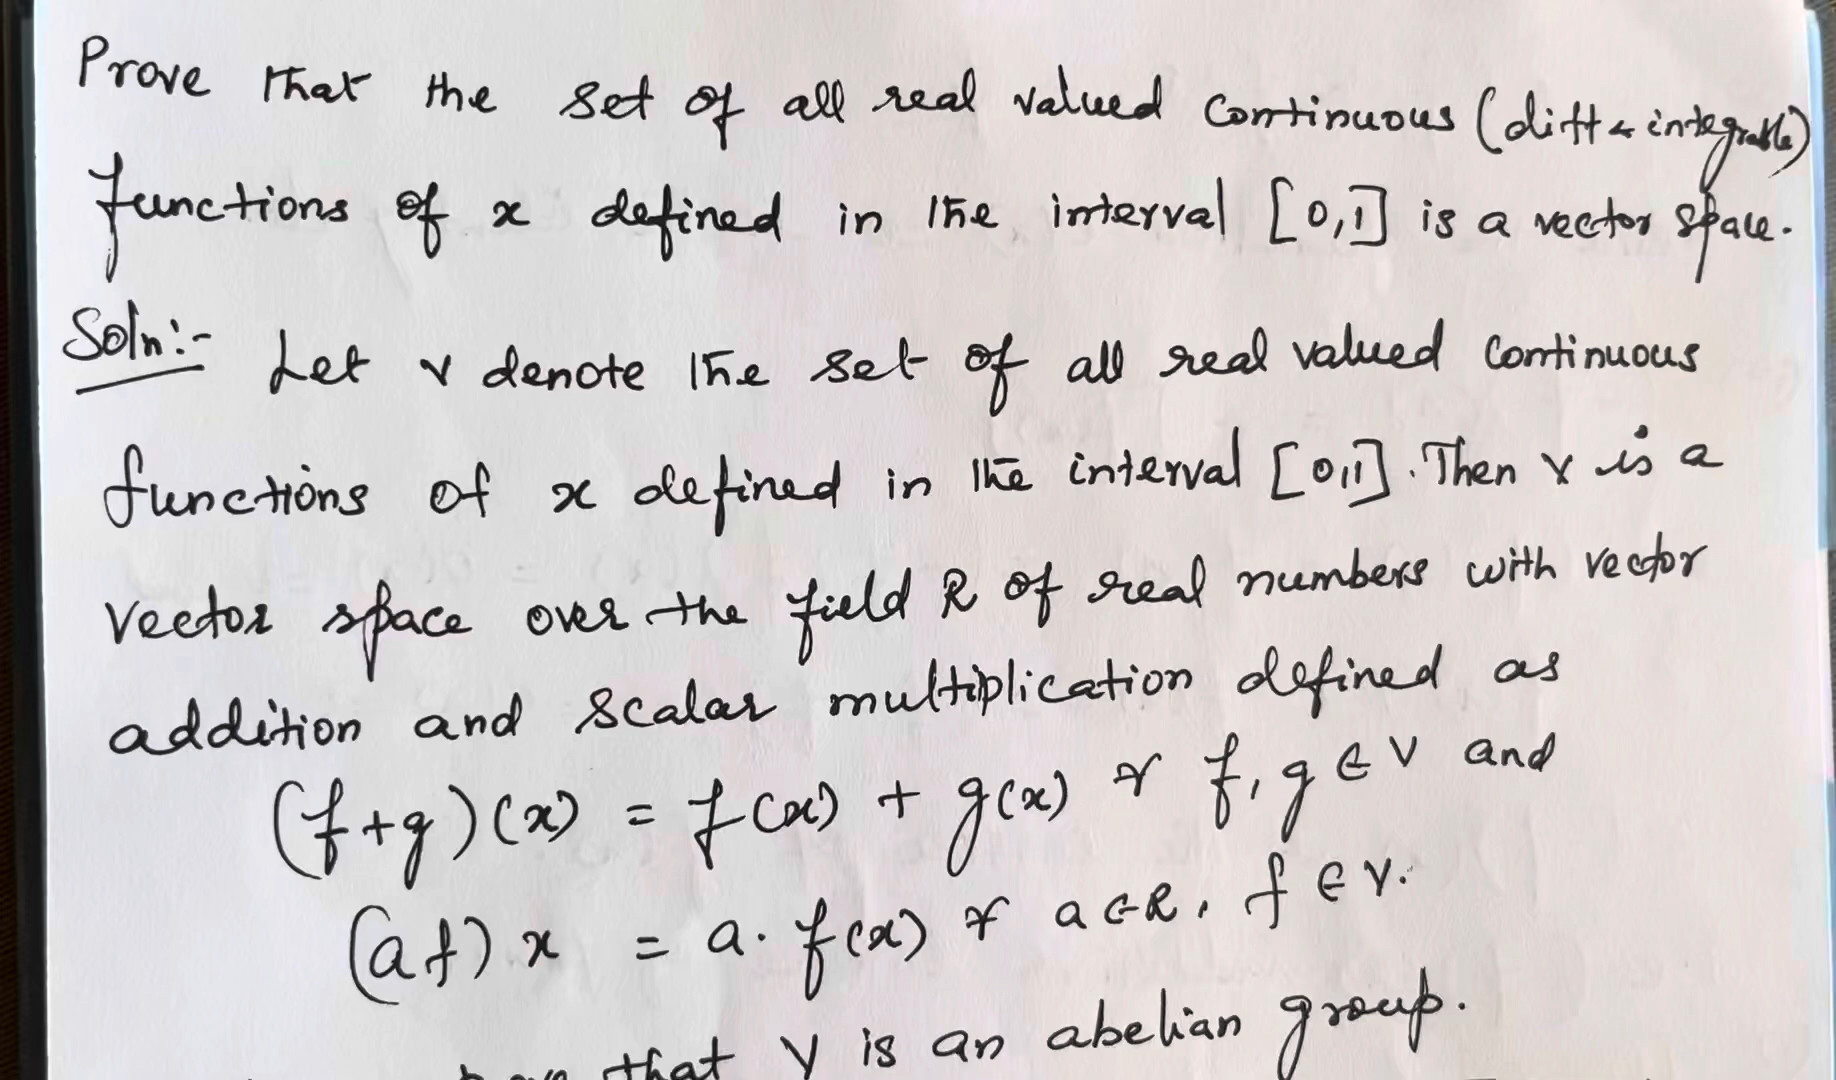 Prove that the set of all real valued continuous (diff & integrable)
functions of x defined in the interval [0,1] is a vector space.
Soln:- Let V denote the set of all real valued continuous
functions of x defined in the interval [0,1]. Then V is a
vector space over the field R of real numbers with vector
addition and scalar multiplication defined as
(f+g)(x) = f(x) + g(x) ∀ f, g ∈ V and
(af)x = a. f(x) ∀ a ∈ R, f ∈ V.
that V is an abelian group.